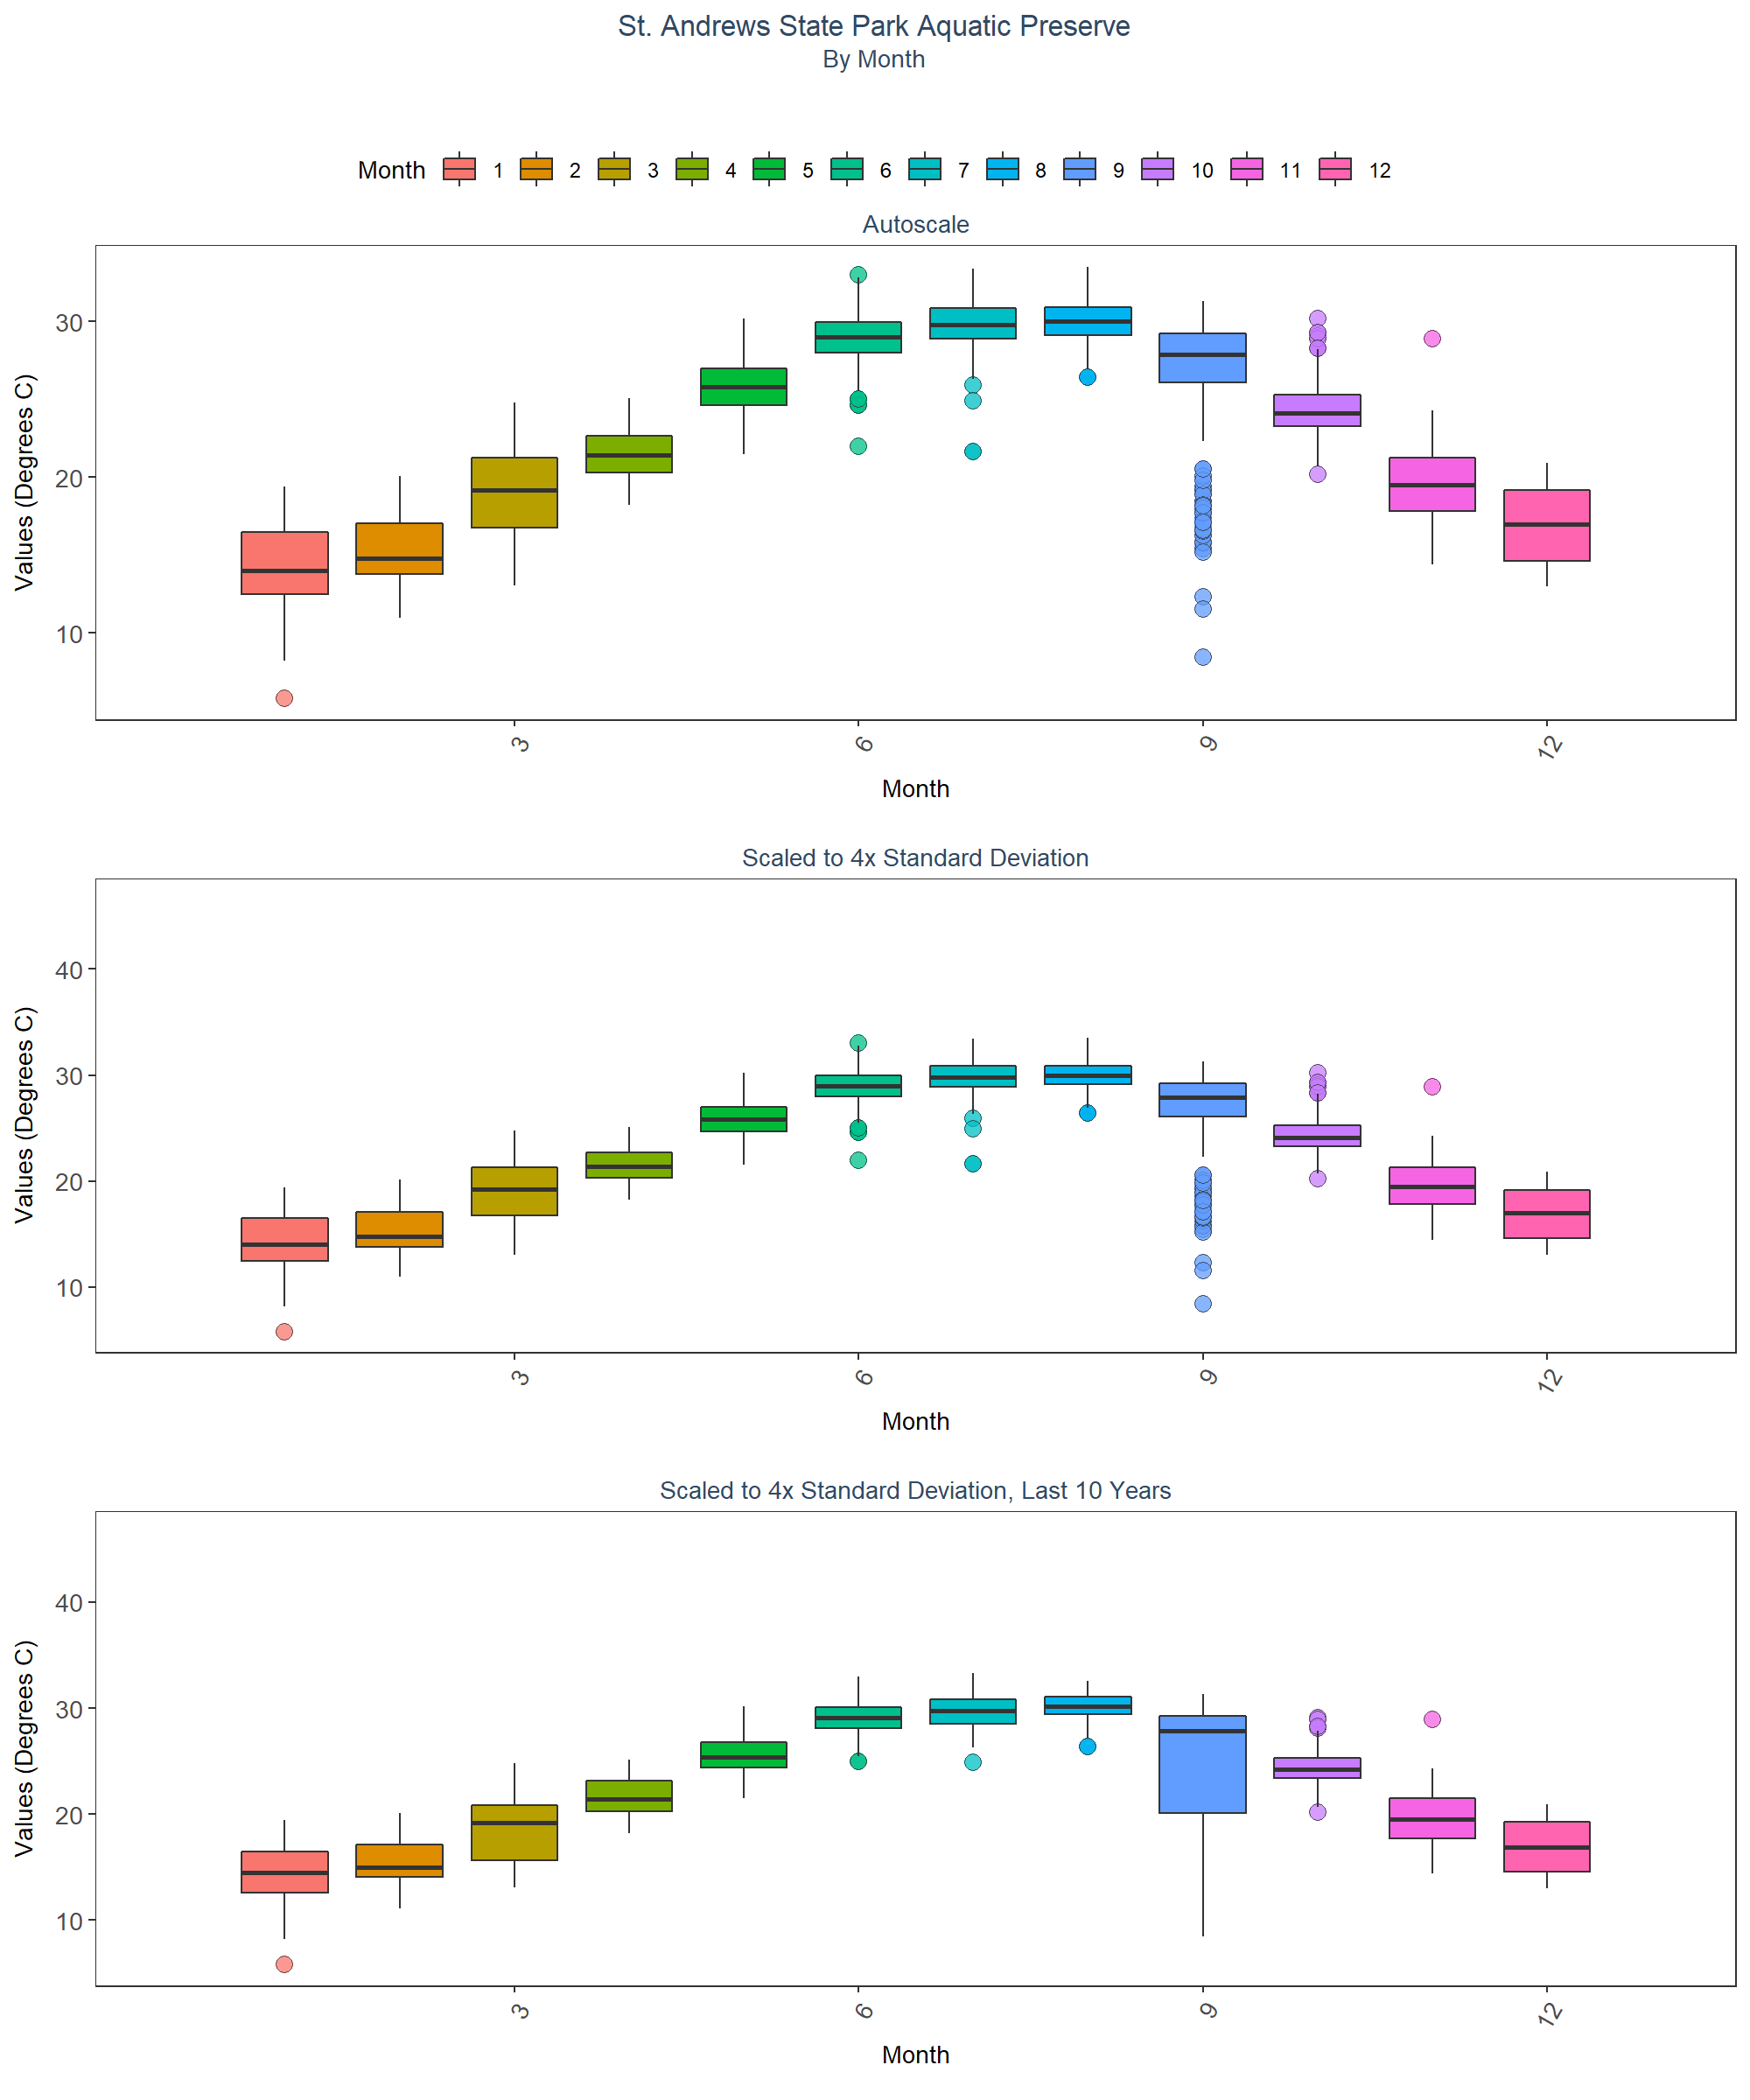 St. Andrews State Park Aquatic Preserve
By Month
Month 1 2 3 4 5 6 7 8 9 10 11 12
Autoscale
Values (Degrees C)
30
20
10
3 6 9 12
Month
Scaled to 4x Standard Deviation
Values (Degrees C)
40
30
20
10
3 6 9 12
Month
Scaled to 4x Standard Deviation, Last 10 Years
Values (Degrees C)
40
30
20
10
3 6 9 12
Month